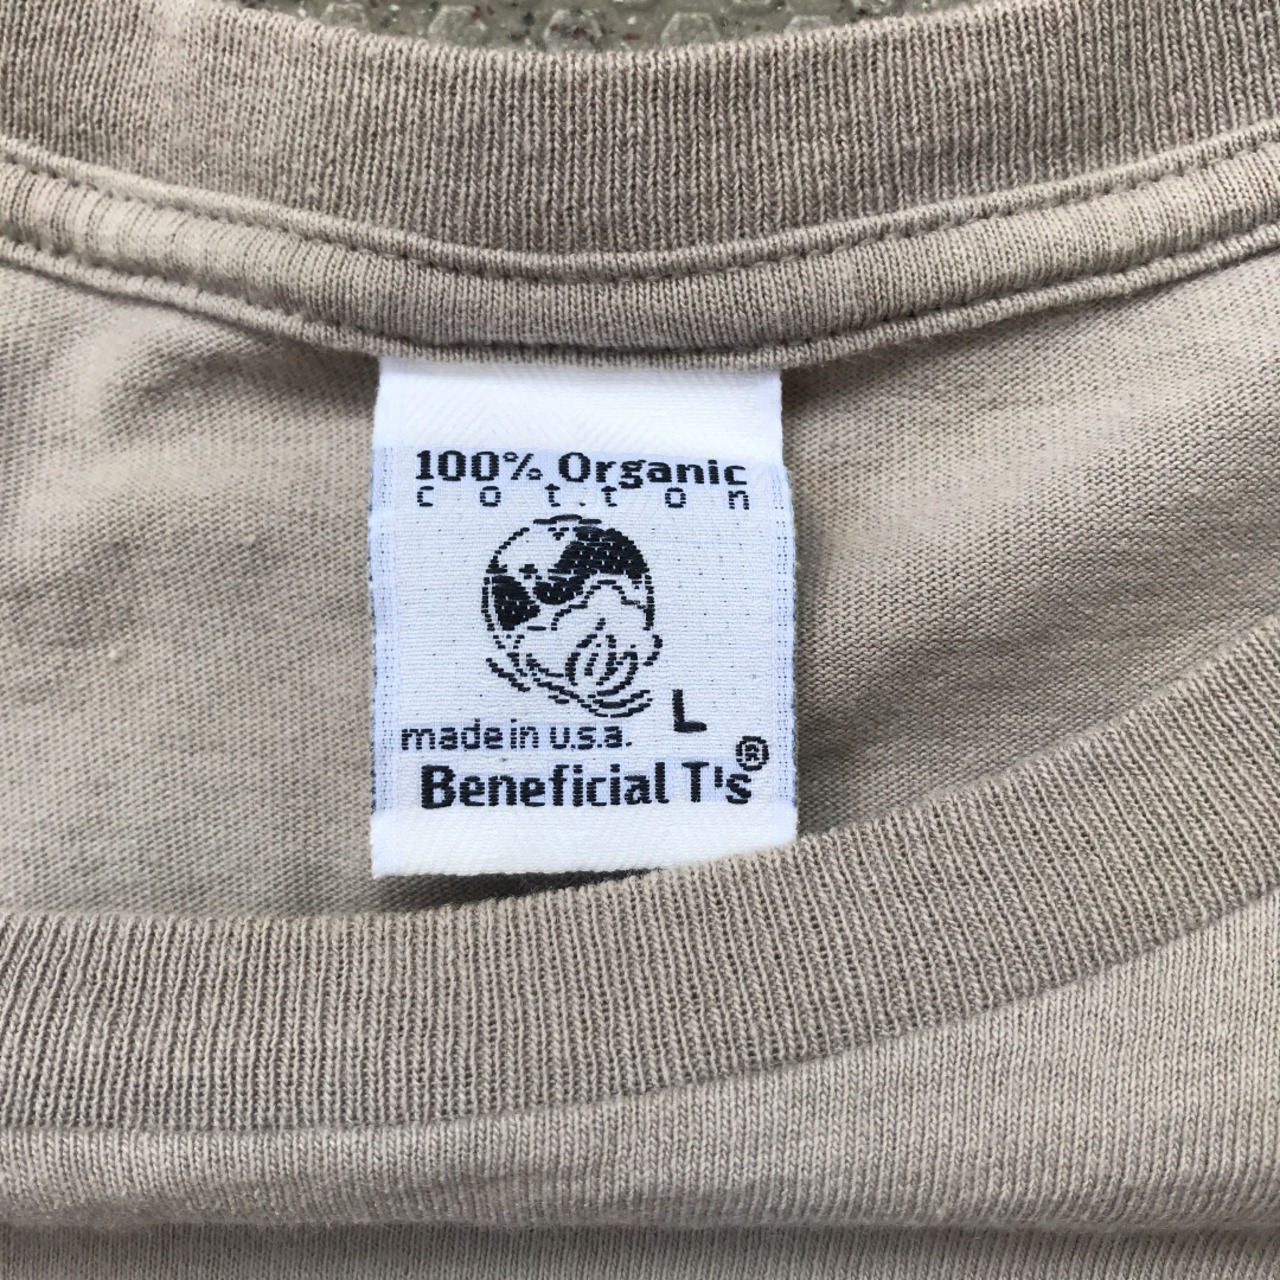 100% Organic
cotton
L
made in u.s.a.
Beneficial T's®